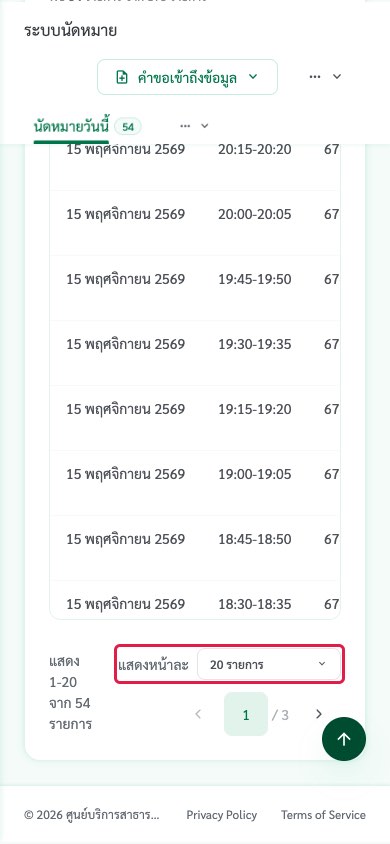 ระบบนัดหมาย
คำขอเข้าถึงข้อมูล
นัดหมายวันนี้ 54
15 พฤศจิกายน 2569 20:15-20:20 67
15 พฤศจิกายน 2569 20:00-20:05 67
15 พฤศจิกายน 2569 19:45-19:50 67
15 พฤศจิกายน 2569 19:30-19:35 67
15 พฤศจิกายน 2569 19:15-19:20 67
15 พฤศจิกายน 2569 19:00-19:05 67
15 พฤศจิกายน 2569 18:45-18:50 67
15 พฤศจิกายน 2569 18:30-18:35 67
แสดง
1-20
จาก 54
รายการ
แสดงหน้าละ 20 รายการ
1 / 3
© 2026 ศูนย์บริการสาธาร... Privacy Policy Terms of Service